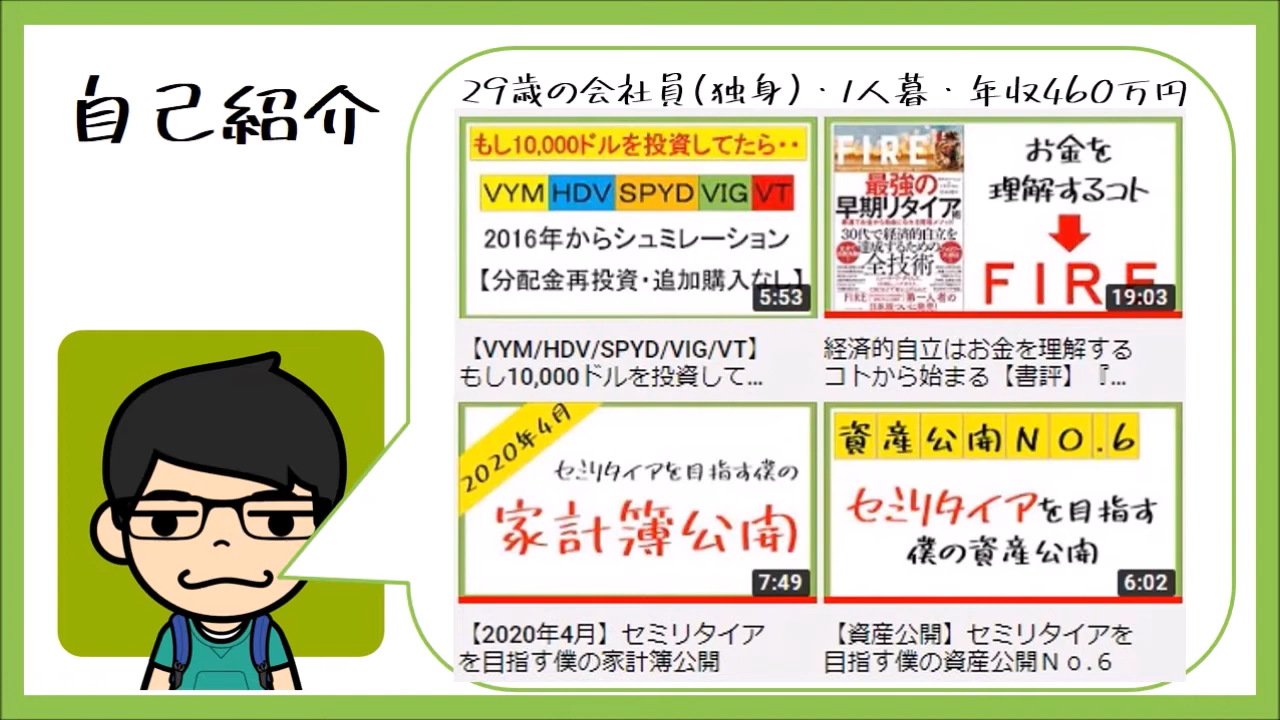 自己紹介
29歳の会社員(独身)・1人暮・年収460万円
もし10,000ドルを投資してたら・・
VYM HDV SPYD VIG VT
2016年からシュミレーション
【分配金再投資・追加購入なし】
5:53
FIRE
最強の
早期リタイア術
30代で経済的自立を
達成するための
全技術
お金を
理解するコト
FIRE
19:03
【VYM/HDV/SPYD/VIG/VT】
もし10,000ドルを投資して...
経済的自立はお金を理解する
コトから始まる【書評】『...
2020年4月
セミリタイアを目指す僕の
家計簿公開
7:49
資産公開NO.6
セミリタイアを目指す
僕の資産公開
6:02
【2020年4月】セミリタイア
を目指す僕の家計簿公開
【資産公開】セミリタイアを
目指す僕の資産公開No.6